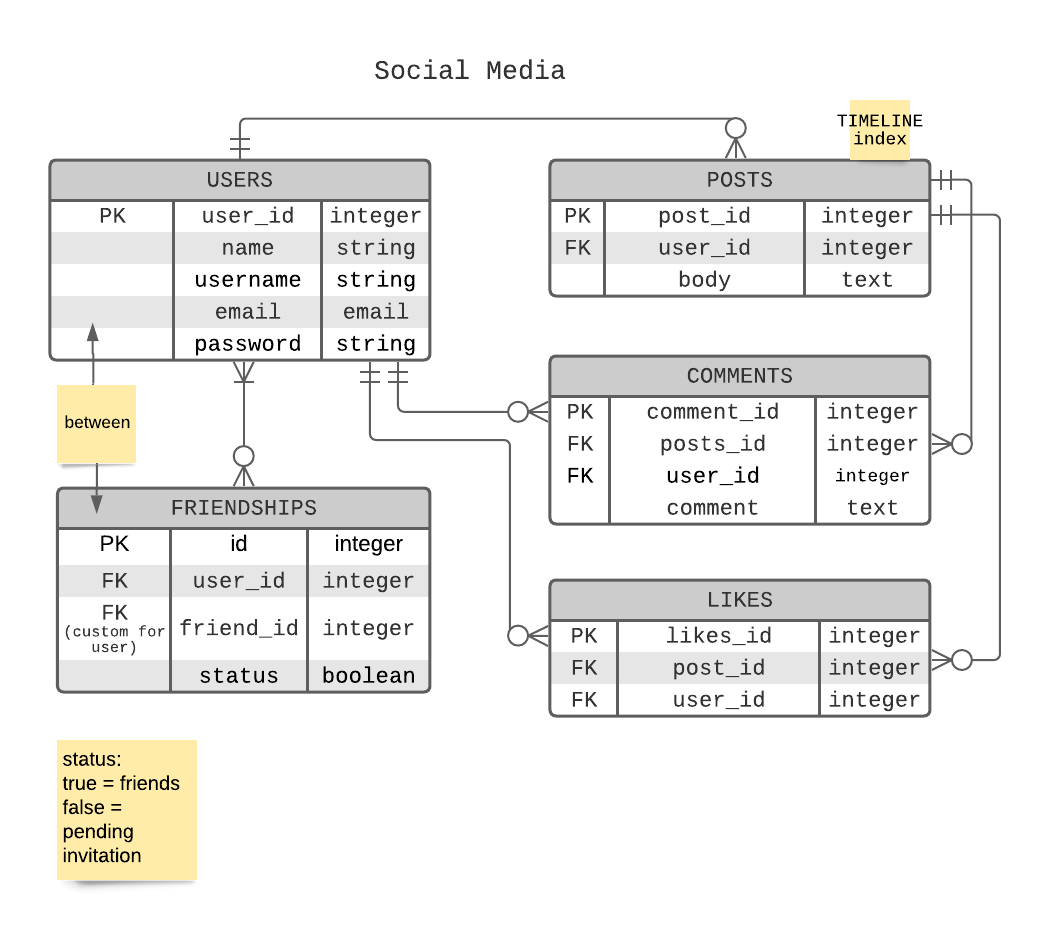 Social Media
TIMELINE
index
USERS
PK user_id integer
name string
username string
email email
password string
POSTS
PK post_id integer
FK user_id integer
body text
between
COMMENTS
PK comment_id integer
FK posts_id integer
FK user_id integer
comment text
FRIENDSHIPS
PK id integer
FK user_id integer
FK
(custom for
user)
friend_id integer
status boolean
LIKES
PK likes_id integer
FK post_id integer
FK user_id integer
status:
true = friends
false =
pending
invitation